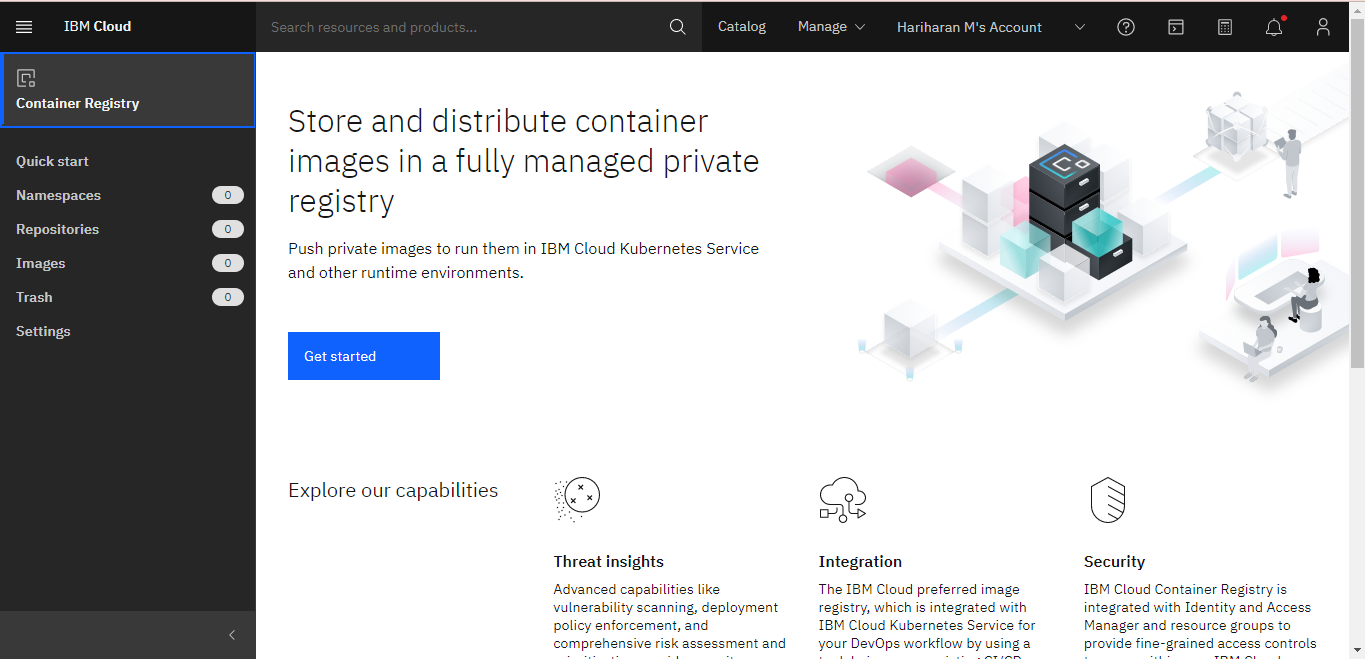 IBM Cloud
Search resources and products...
Catalog
Manage
Hariharan M's Account
Container Registry
Quick start
Namespaces 0
Repositories 0
Images 0
Trash 0
Settings
Store and distribute container
images in a fully managed private
registry
Push private images to run them in IBM Cloud Kubernetes Service
and other runtime environments.
Get started
Explore our capabilities
Threat insights
Advanced capabilities like
vulnerability scanning, deployment
policy enforcement, and
comprehensive risk assessment and
Integration
The IBM Cloud preferred image
registry, which is integrated with
IBM Cloud Kubernetes Service for
your DevOps workflow by using a
Security
IBM Cloud Container Registry is
integrated with Identity and Access
Manager and resource groups to
provide fine-grained access controls